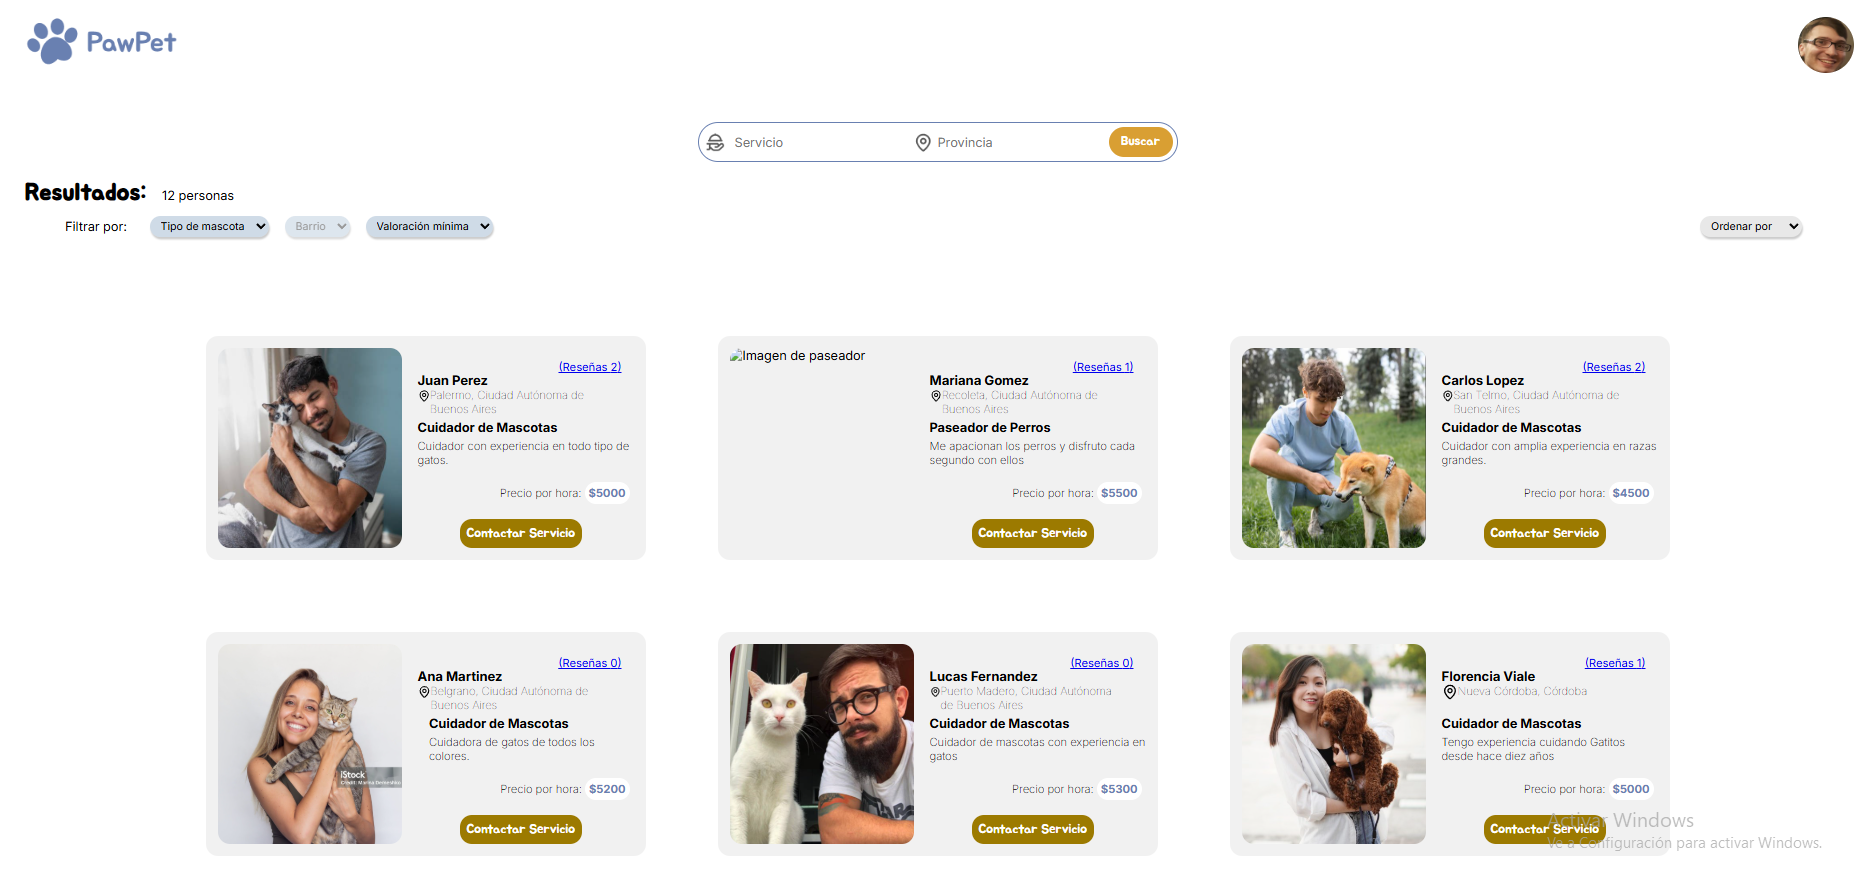 PawPet
Servicio
Provincia
Buscar
Resultados:
12 personas
Filtrar por:
Tipo de mascota
Barrio
Valoración mínima
Ordenar por
(Reseñas 2)
Juan Perez
Palermo, Ciudad Autónoma de
Buenos Aires
Cuidador de Mascotas
Cuidador con experiencia en todo tipo de
gatos.
Precio por hora: $5000
Contactar Servicio
Imagen de paseador
(Reseñas 1)
Mariana Gomez
Recoleta, Ciudad Autónoma de
Buenos Aires
Paseador de Perros
Me apacionan los perros y disfruto cada
segundo con ellos
Precio por hora: $5500
Contactar Servicio
(Reseñas 2)
Carlos Lopez
San Telmo, Ciudad Autónoma de
Buenos Aires
Cuidador de Mascotas
Cuidador con amplia experiencia en razas
grandes.
Precio por hora: $4500
Contactar Servicio
(Reseñas 0)
Ana Martinez
Belgrano, Ciudad Autónoma de
Buenos Aires
Cuidador de Mascotas
Cuidadora de gatos de todos los
colores.
Precio por hora: $5200
Contactar Servicio
iStock
Credit: Marina Demeshko
(Reseñas 0)
Lucas Fernandez
Puerto Madero, Ciudad Autónoma
de Buenos Aires
Cuidador de Mascotas
Cuidador de mascotas con experiencia en
gatos
Precio por hora: $5300
Contactar Servicio
(Reseñas 1)
Florencia Viale
Nueva Córdoba, Córdoba
Cuidador de Mascotas
Tengo experiencia cuidando Gatitos
desde hace diez años
Precio por hora: $5000
Contactar Servicio
Activar Windows
Ve a Configuración para activar Windows.